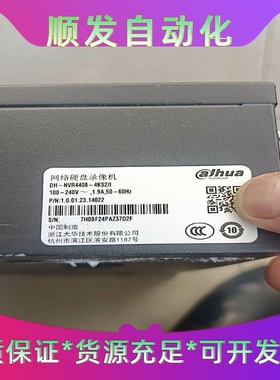 顺发自动化
网络硬盘录像机
DH-NVR4408-4KS2/I
100-240V～,1.9A,50-60Hz
P/N:1.0.01.23.14022
S/N: 7H08F24PAZ37D2F
中国制造
浙江大华技术股份有限公司
杭州市滨江区滨安路1187号
alhua
CCC
10
质保证*货源充足*可开发